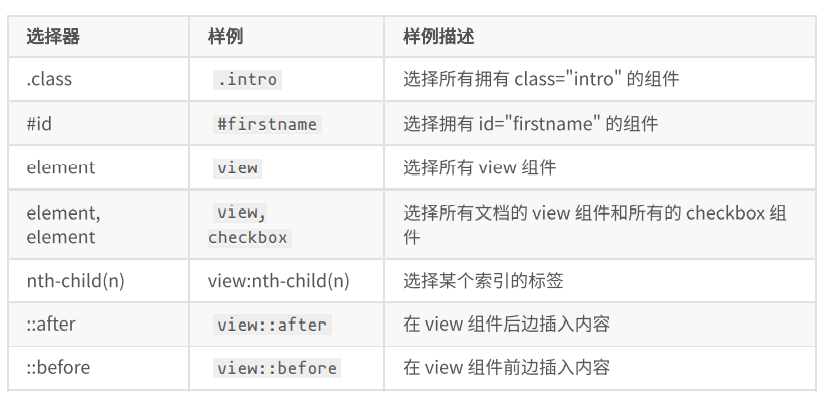 选择器 样例 样例描述
.class .intro 选择所有拥有 class="intro" 的组件
#id #firstname 选择拥有 id="firstname" 的组件
element view 选择所有 view 组件
element, view, 选择所有文档的 view 组件和所有的 checkbox 组
element checkbox 件
nth-child(n) view:nth-child(n) 选择某个索引的标签
::after view::after 在 view 组件后边插入内容
::before view::before 在 view 组件前边插入内容